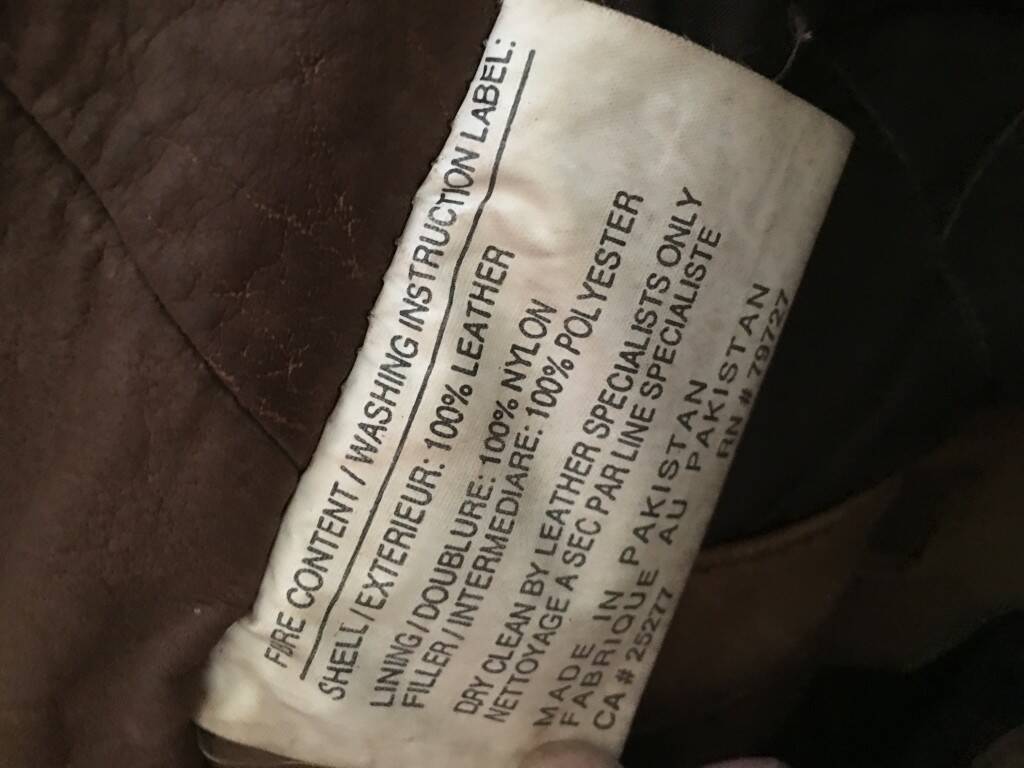 FIBRE CONTENT / WASHING INSTRUCTION LABEL:
SHELL / EXTERIEUR. 100% LEATHER
LINING / DOUBLURE: 100% NYLON
FILLER / INTERMEDIARE: 100% POLYESTER
DRY CLEAN BY LEATHER SPECIALISTS ONLY
NETTOYAGE A SEC PAR LINE SPECIALISTE
MADE IN PAKISTAN
FABRIQUE AU PAKISTAN
CA # 25277 RN # 79727